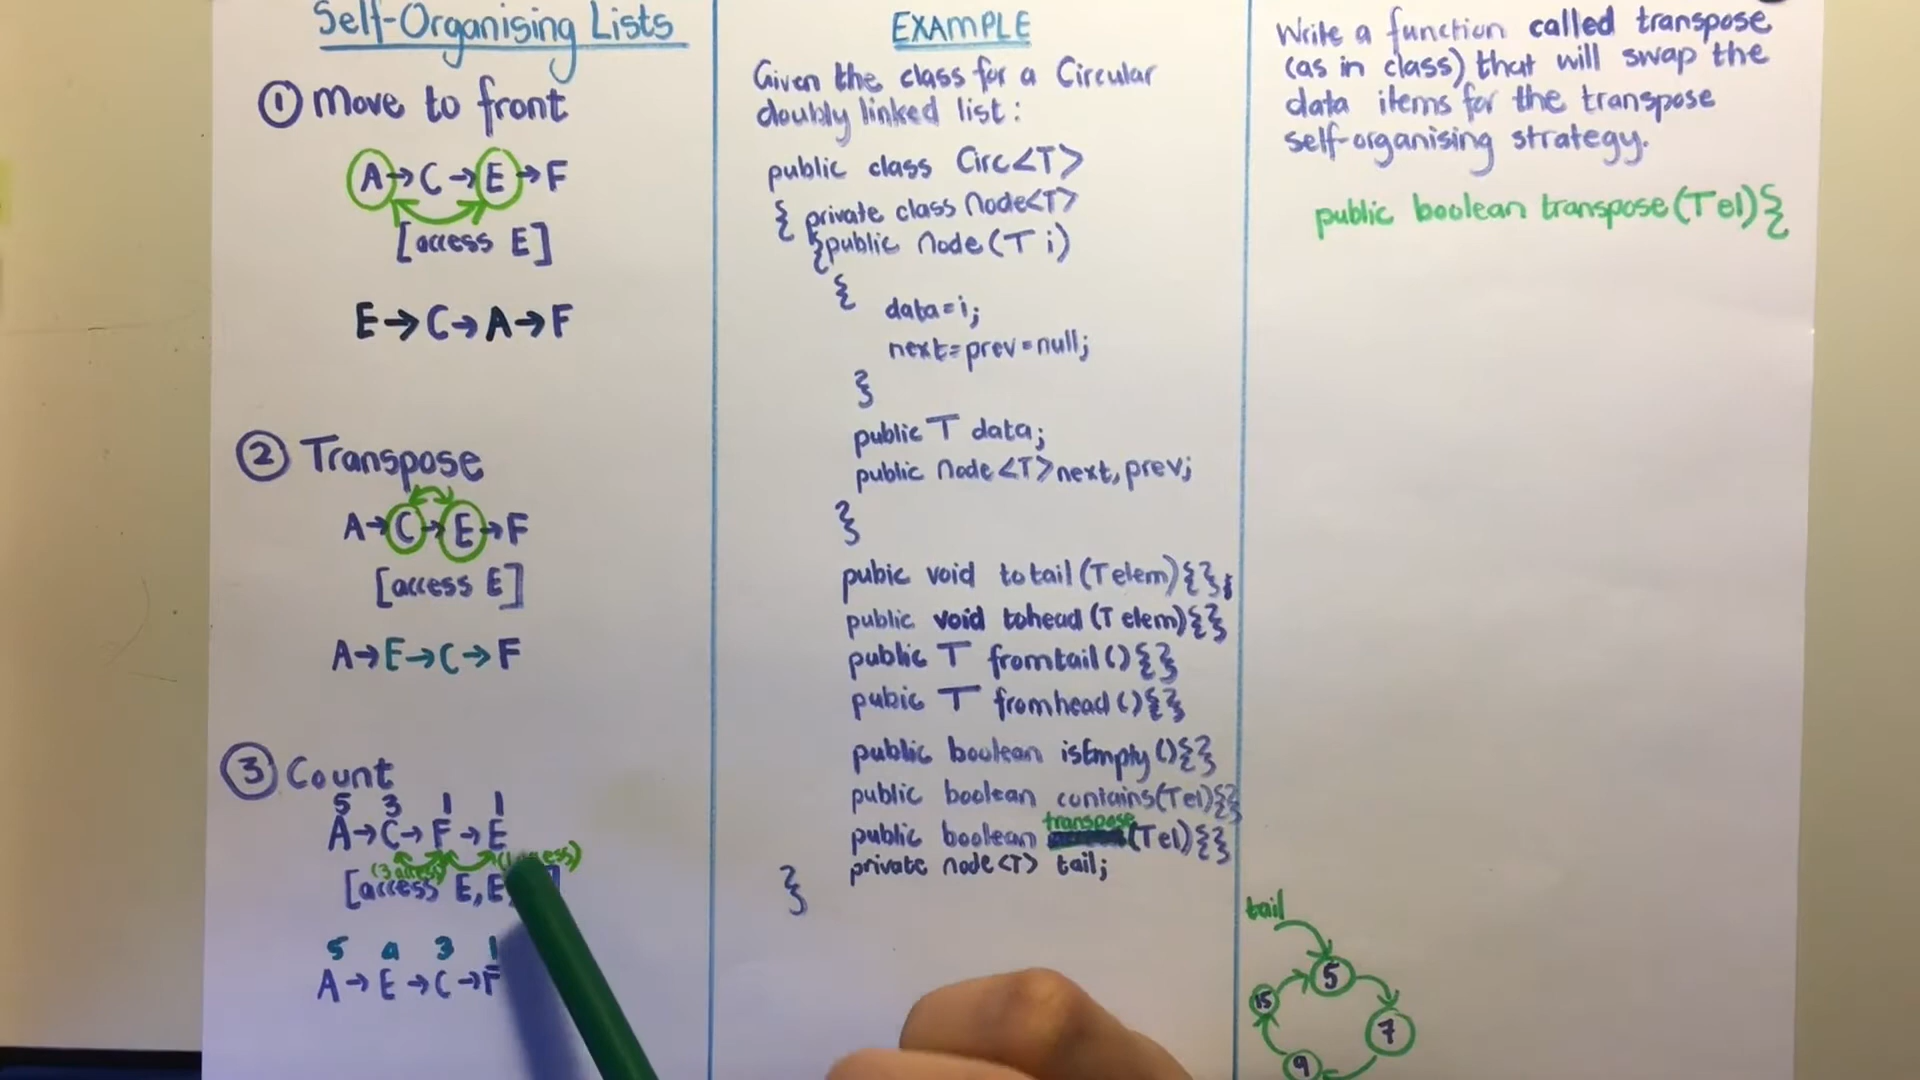 Self-Organising Lists
① Move to front
A→C→E→F
[access E]
E→C→A→F
② Transpose
A→C→E→F
[access E]
A→E→C→F
③ Count
5 3 1 1
A→C→F→E
(3 access)
[access E, E
5 4 3 1
A→E→C→F
EXAMPLE
Given the class for a Circular
doubly linked list:
public class Circ<T>
{ private class Node<T>
{public Node(T i)
{
data=i;
next=prev=null;
}
public T data;
public Node<T> next, prev;
}
pubic void totail(T elem){};
public void tohead(T elem){}
public T fromtail(){}
pubic T fromhead(){}
public boolean isEmpty(){}
public boolean contains(T el){}
public boolean transpose(T el){}
private node<T> tail;
}
Write a function called transpose
(as in class) that will swap the
data items for the transpose
self-organising strategy.
public boolean transpose(T el){
tail
5
15
7
9